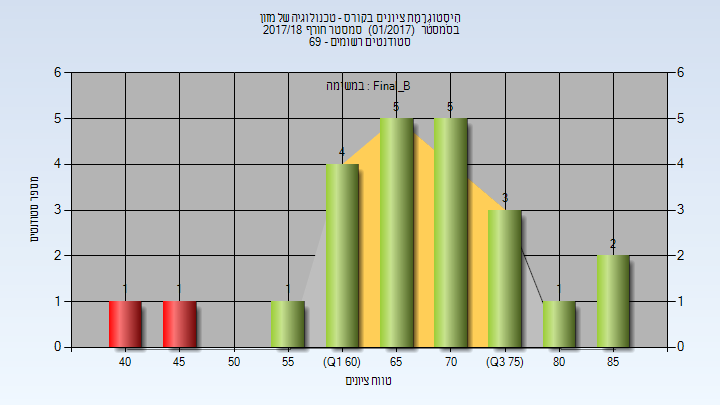 הִיסְטוֹגְרָמַת ציונים בקורס - טכנולוגיה של מזון
בסמסטר (01/2017) סמסטר חורף 2017/18
סטודנטים רשומים - 69
במשימה : Final_B
6 6
5 5
4 4
3 3
2 2
1 1
0 0
1 1 1 4 5 5 3 1 2
מספר סטודנטים
40 45 50 55 (Q1 60) 65 70 (Q3 75) 80 85
טווח ציונים